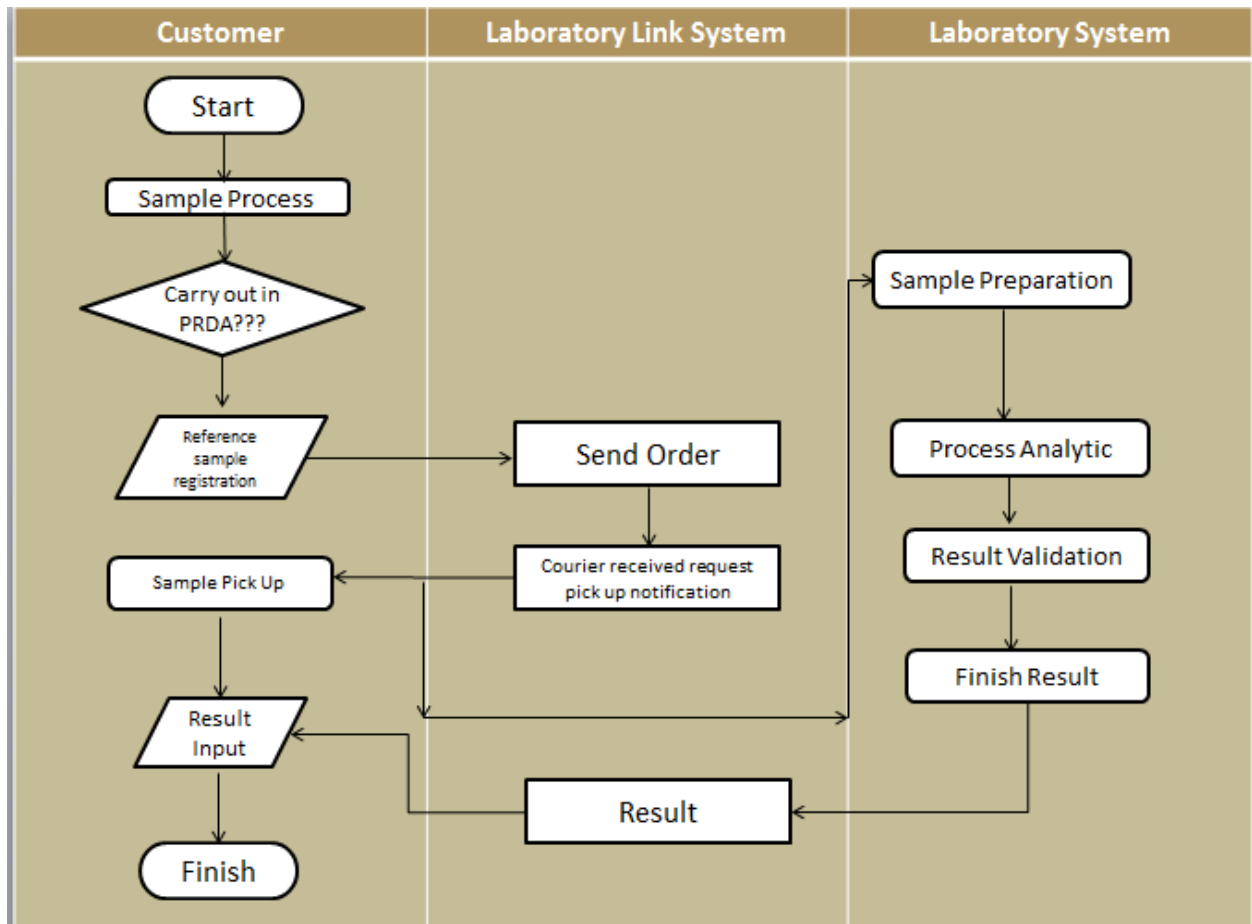 Customer
Laboratory Link System
Laboratory System
Start
Sample Process
Carry out in
PRDA???
Reference
sample
registration
Send Order
Courier received request
pick up notification
Sample Pick Up
Sample Preparation
Process Analytic
Result Validation
Finish Result
Result
Result
Input
Finish